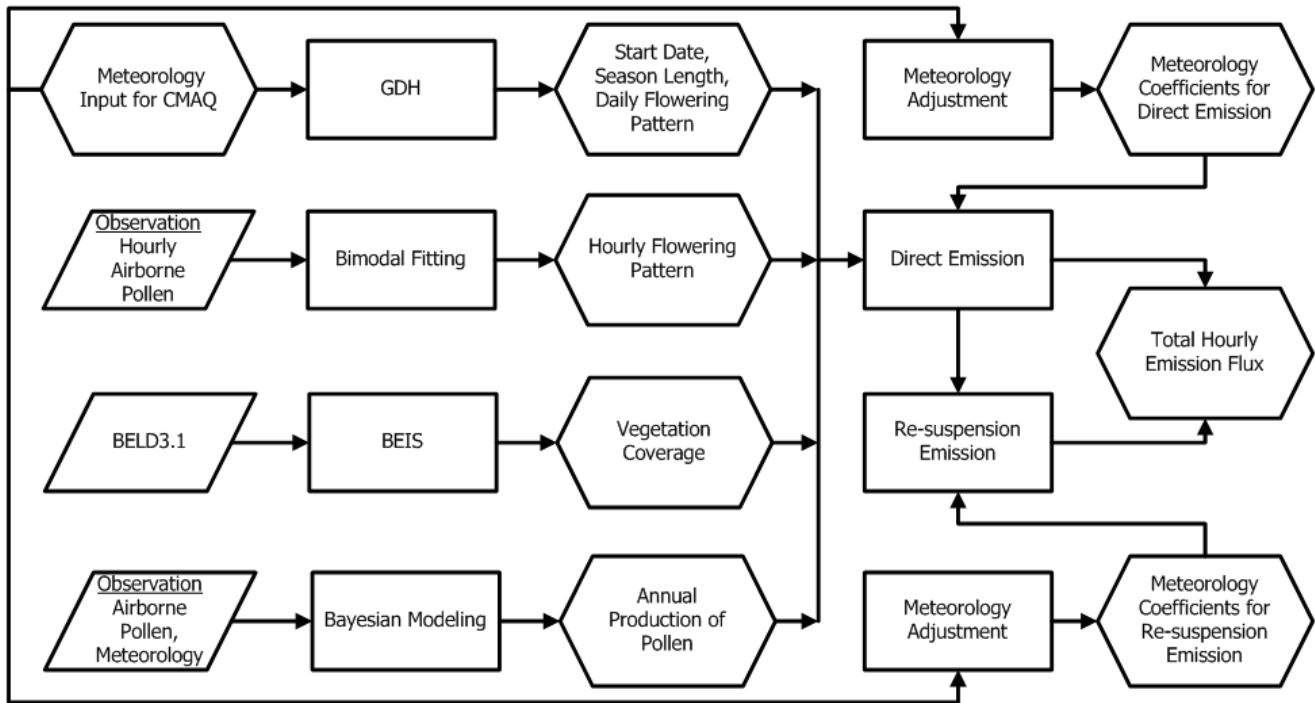 Meteorology
Input for CMAQ
GDH
Start Date,
Season Length,
Daily Flowering
Pattern
Meteorology
Adjustment
Meteorology
Coefficients for
Direct Emission
Observation
Hourly
Airborne
Pollen
Bimodal Fitting
Hourly Flowering
Pattern
Direct Emission
Total Hourly
Emission Flux
BELD3.1
BEIS
Vegetation
Coverage
Re-suspension
Emission
Observation
Airborne
Pollen,
Meteorology
Bayesian Modeling
Annual
Production of
Pollen
Meteorology
Adjustment
Meteorology
Coefficients for
Re-suspension
Emission